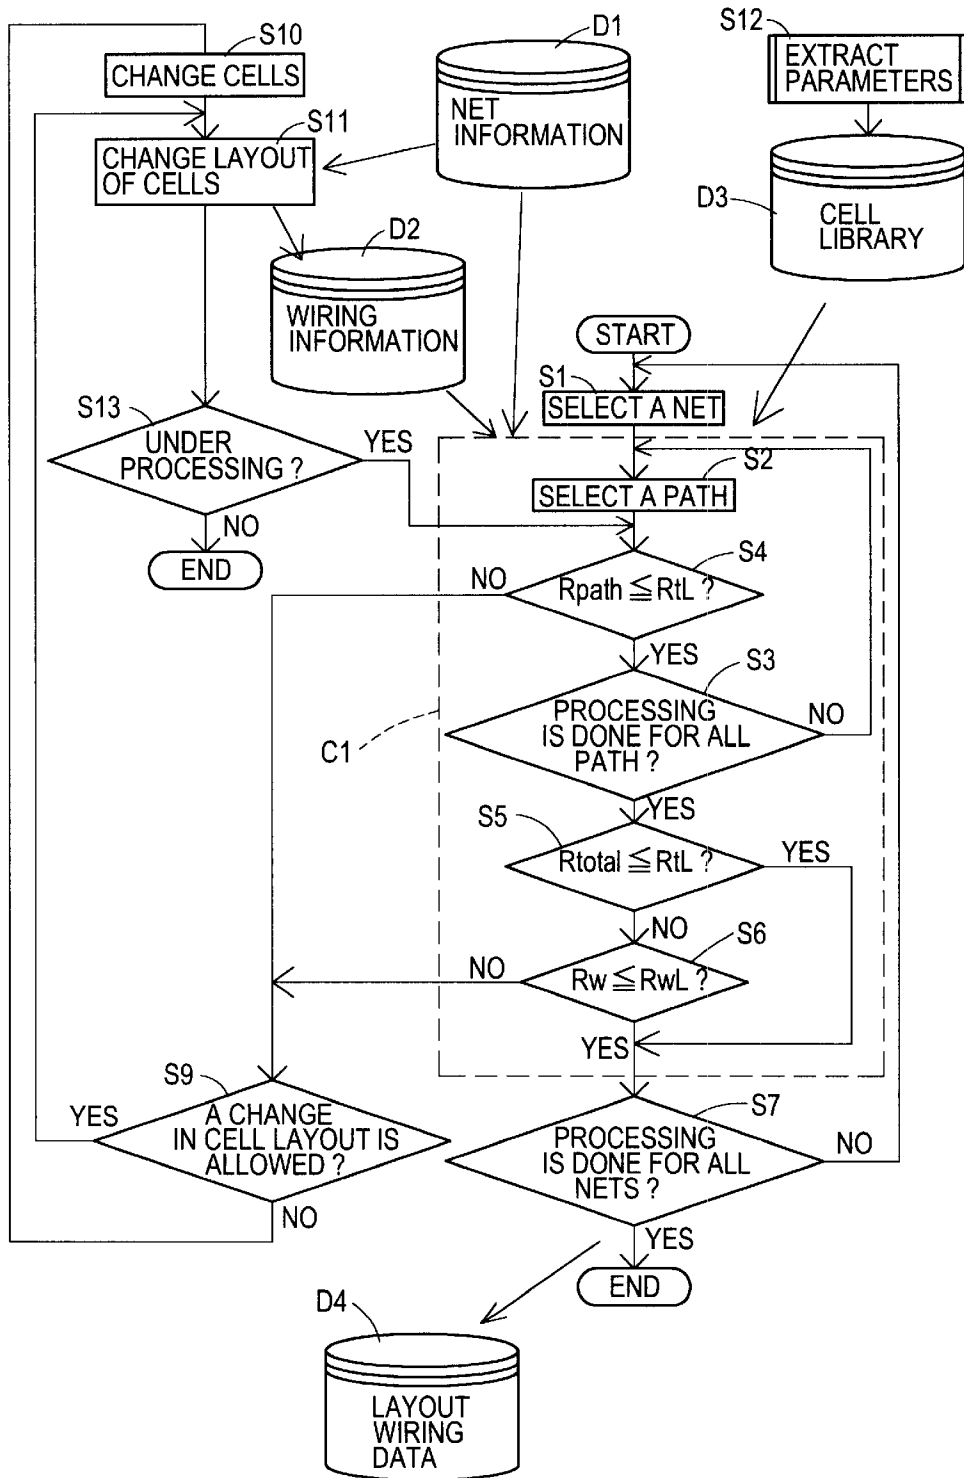 S10
CHANGE CELLS
S11
CHANGE LAYOUT
OF CELLS
D1
NET
INFORMATION
S12
EXTRACT
PARAMETERS
D3
CELL
LIBRARY
D2
WIRING
INFORMATION
START
S1
SELECT A NET
S13
UNDER
PROCESSING ?
YES
NO
END
S2
SELECT A PATH
S4
Rpath ≦ RtL ?
NO
YES
S3
PROCESSING
IS DONE FOR ALL
PATH ?
NO
YES
C1
S5
Rtotal ≦ RtL ?
YES
NO
S6
Rw ≦ RwL ?
NO
YES
S9
A CHANGE
IN CELL LAYOUT IS
ALLOWED ?
YES
NO
S7
PROCESSING
IS DONE FOR ALL
NETS ?
NO
YES
END
D4
LAYOUT
WIRING
DATA